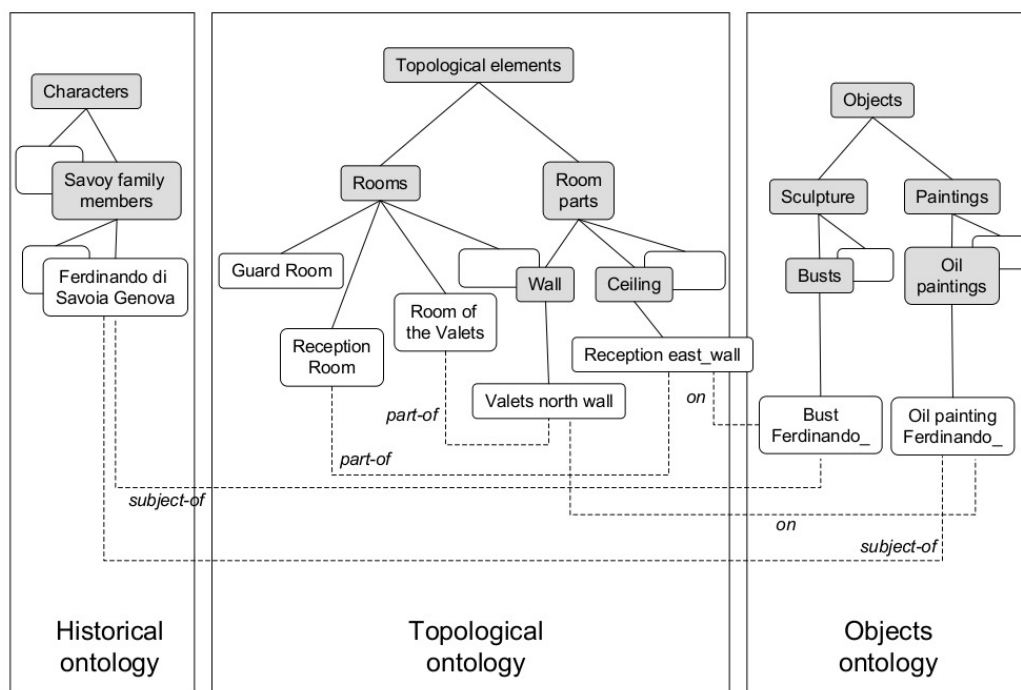 Characters
Savoy family
members
Ferdinando di
Savoia Genova
Topological elements
Rooms
Room
parts
Guard Room
Wall
Ceiling
Room of
the Valets
Reception
Room
Reception east_wall
Valets north wall
part-of
part-of
on
Objects
Sculpture
Paintings
Busts
Oil
paintings
Bust
Ferdinando_
Oil painting
Ferdinando_
subject-of
on
subject-of
Historical
ontology
Topological
ontology
Objects
ontology